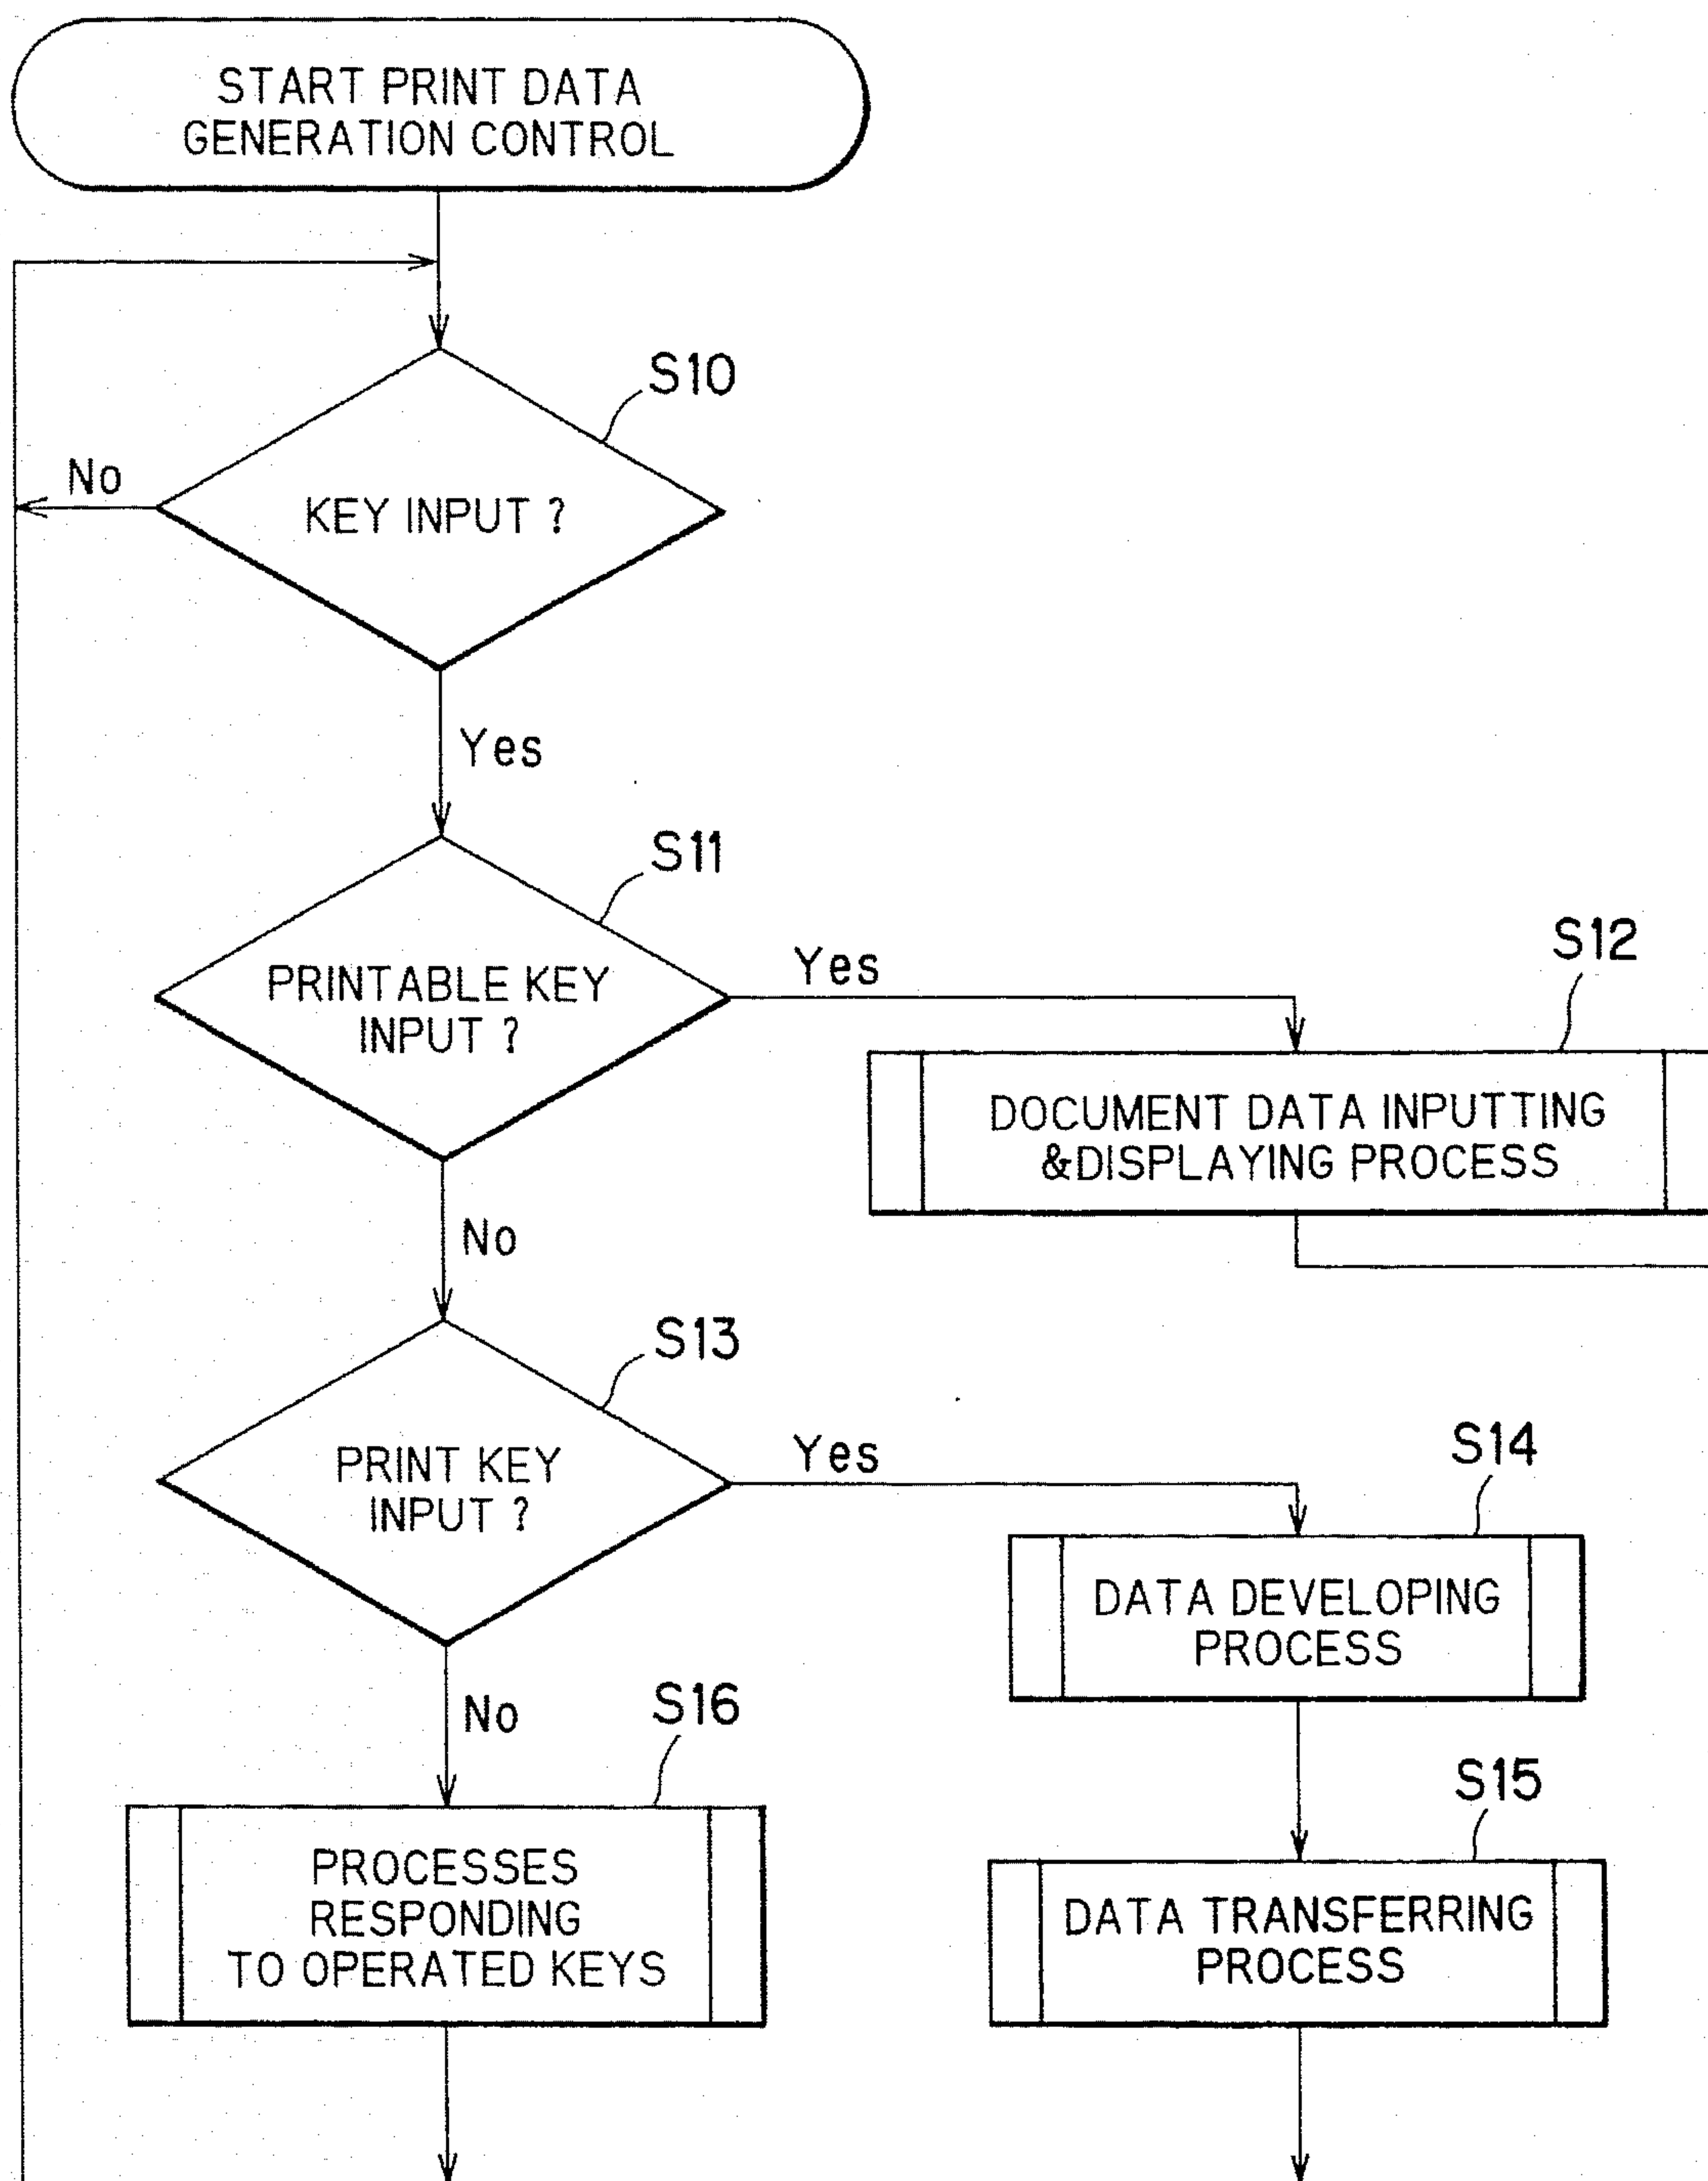 START PRINT DATA
GENERATION CONTROL
S10
No
KEY INPUT ?
Yes
S11
PRINTABLE KEY
INPUT ?
Yes
S12
DOCUMENT DATA INPUTTING
&DISPLAYING PROCESS
No
S13
PRINT KEY
INPUT ?
Yes
S14
DATA DEVELOPING
PROCESS
No
S16
PROCESSES
RESPONDING
TO OPERATED KEYS
S15
DATA TRANSFERRING
PROCESS